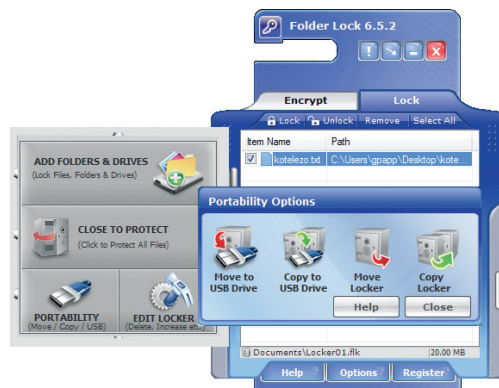 Folder Lock 6.5.2
Encrypt
Lock
Lock Unlock Remove Select All
Item Name Path
kotelezo.txt C:\Users\gpapp\Desktop\kote...
ADD FOLDERS & DRIVES
(Lock Files, Folders & Drives)
CLOSE TO PROTECT
(Click to Protect All Files)
PORTABILITY
(Move / Copy / USB)
EDIT LOCKER
(Delete, Increase etc.)
Portability Options
Move to
USB Drive
Copy to
USB Drive
Move
Locker
Copy
Locker
Help
Close
Documents\Locker01.flk
20.00 MB
Help
Options
Register